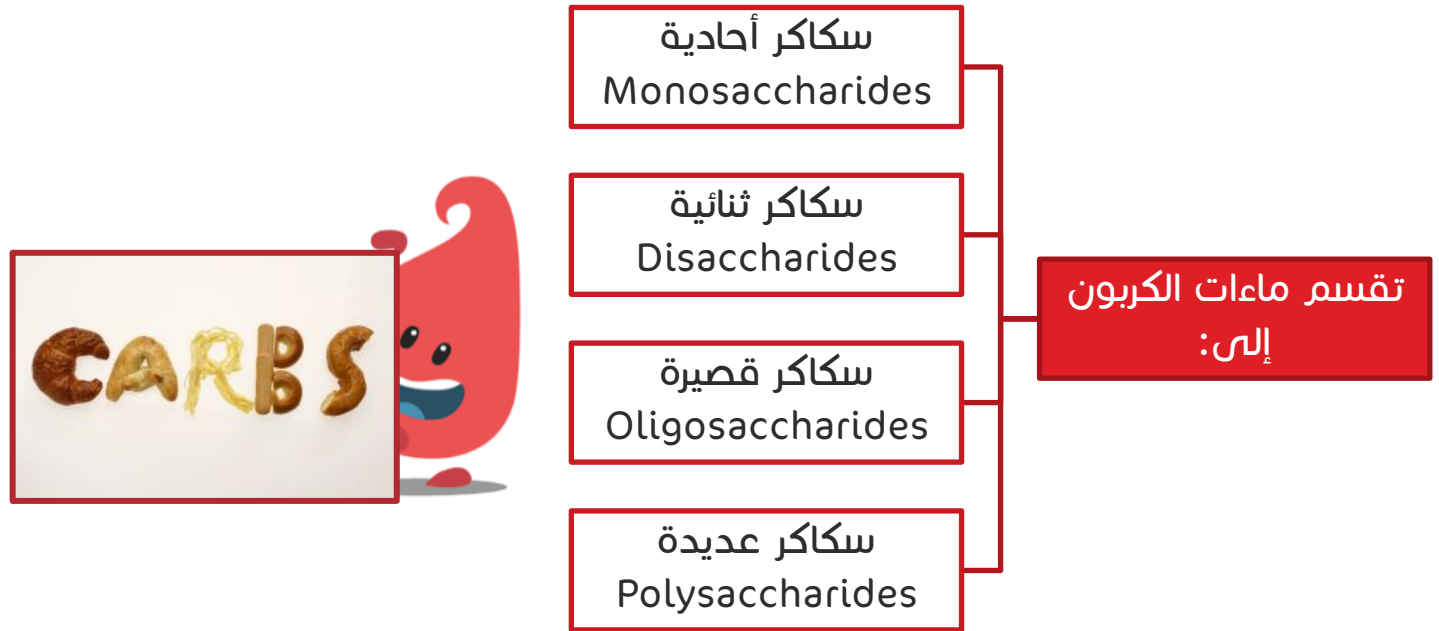 تقسم ماءات الكربون
إلى:
سكاكر أحادية
Monosaccharides
سكاكر ثنائية
Disaccharides
سكاكر قصيرة
Oligosaccharides
سكاكر عديدة
Polysaccharides
CARBS